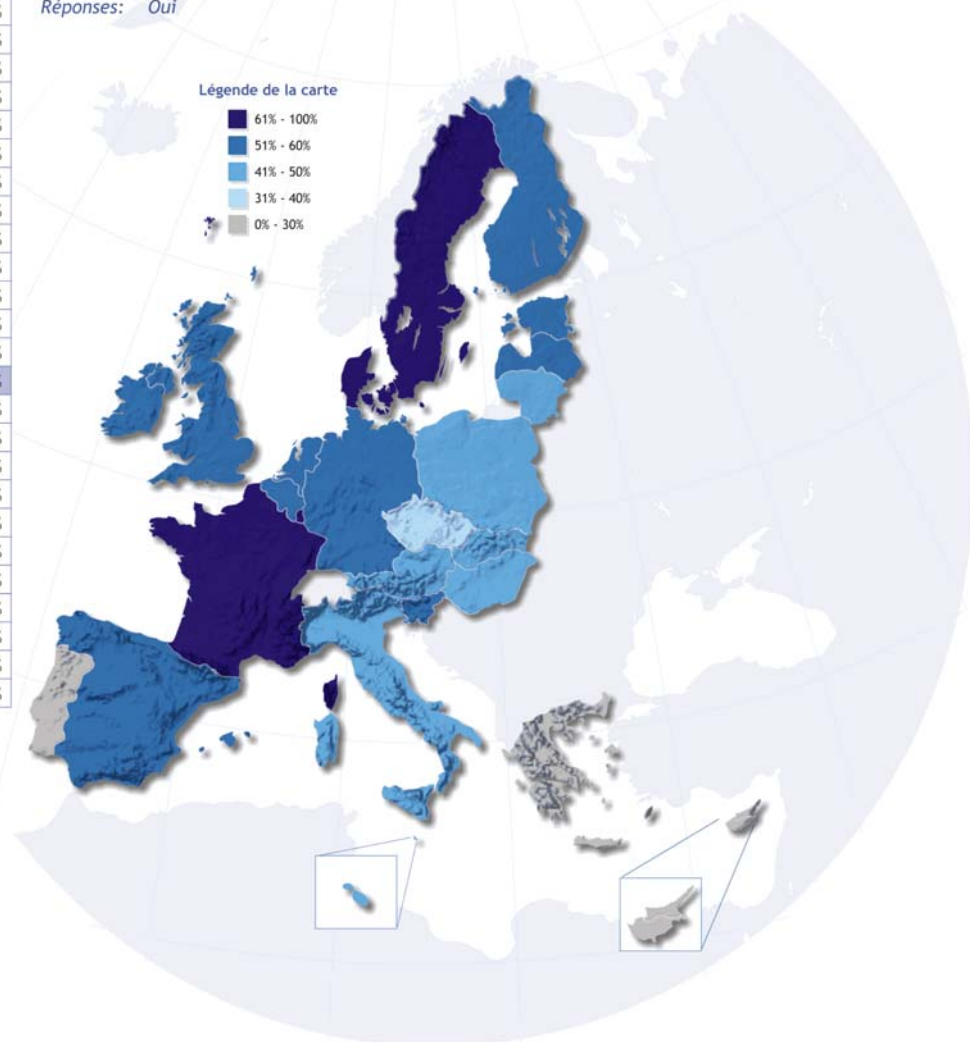 Réponses: Oui
Légende de la carte
61% - 100%
51% - 60%
41% - 50%
31% - 40%
0% - 30%